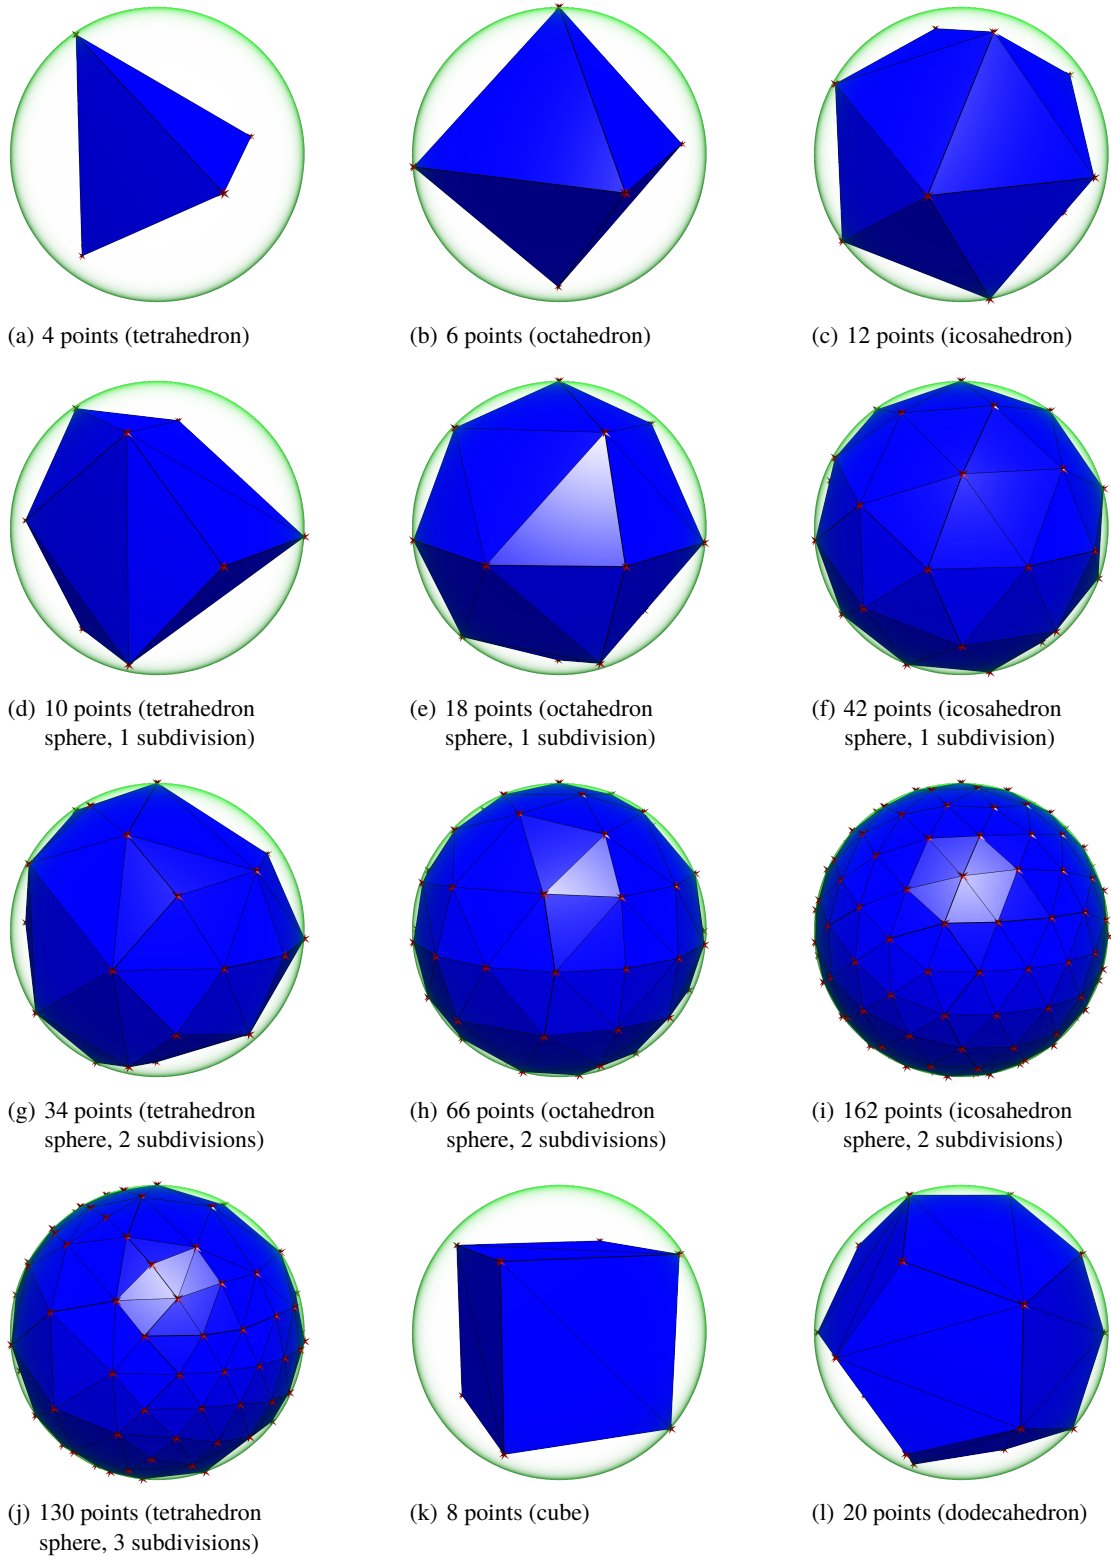 (a) 4 points (tetrahedron)
(b) 6 points (octahedron)
(c) 12 points (icosahedron)
(d) 10 points (tetrahedron
sphere, 1 subdivision)
(e) 18 points (octahedron
sphere, 1 subdivision)
(f) 42 points (icosahedron
sphere, 1 subdivision)
(g) 34 points (tetrahedron
sphere, 2 subdivisions)
(h) 66 points (octahedron
sphere, 2 subdivisions)
(i) 162 points (icosahedron
sphere, 2 subdivisions)
(j) 130 points (tetrahedron
sphere, 3 subdivisions)
(k) 8 points (cube)
(l) 20 points (dodecahedron)